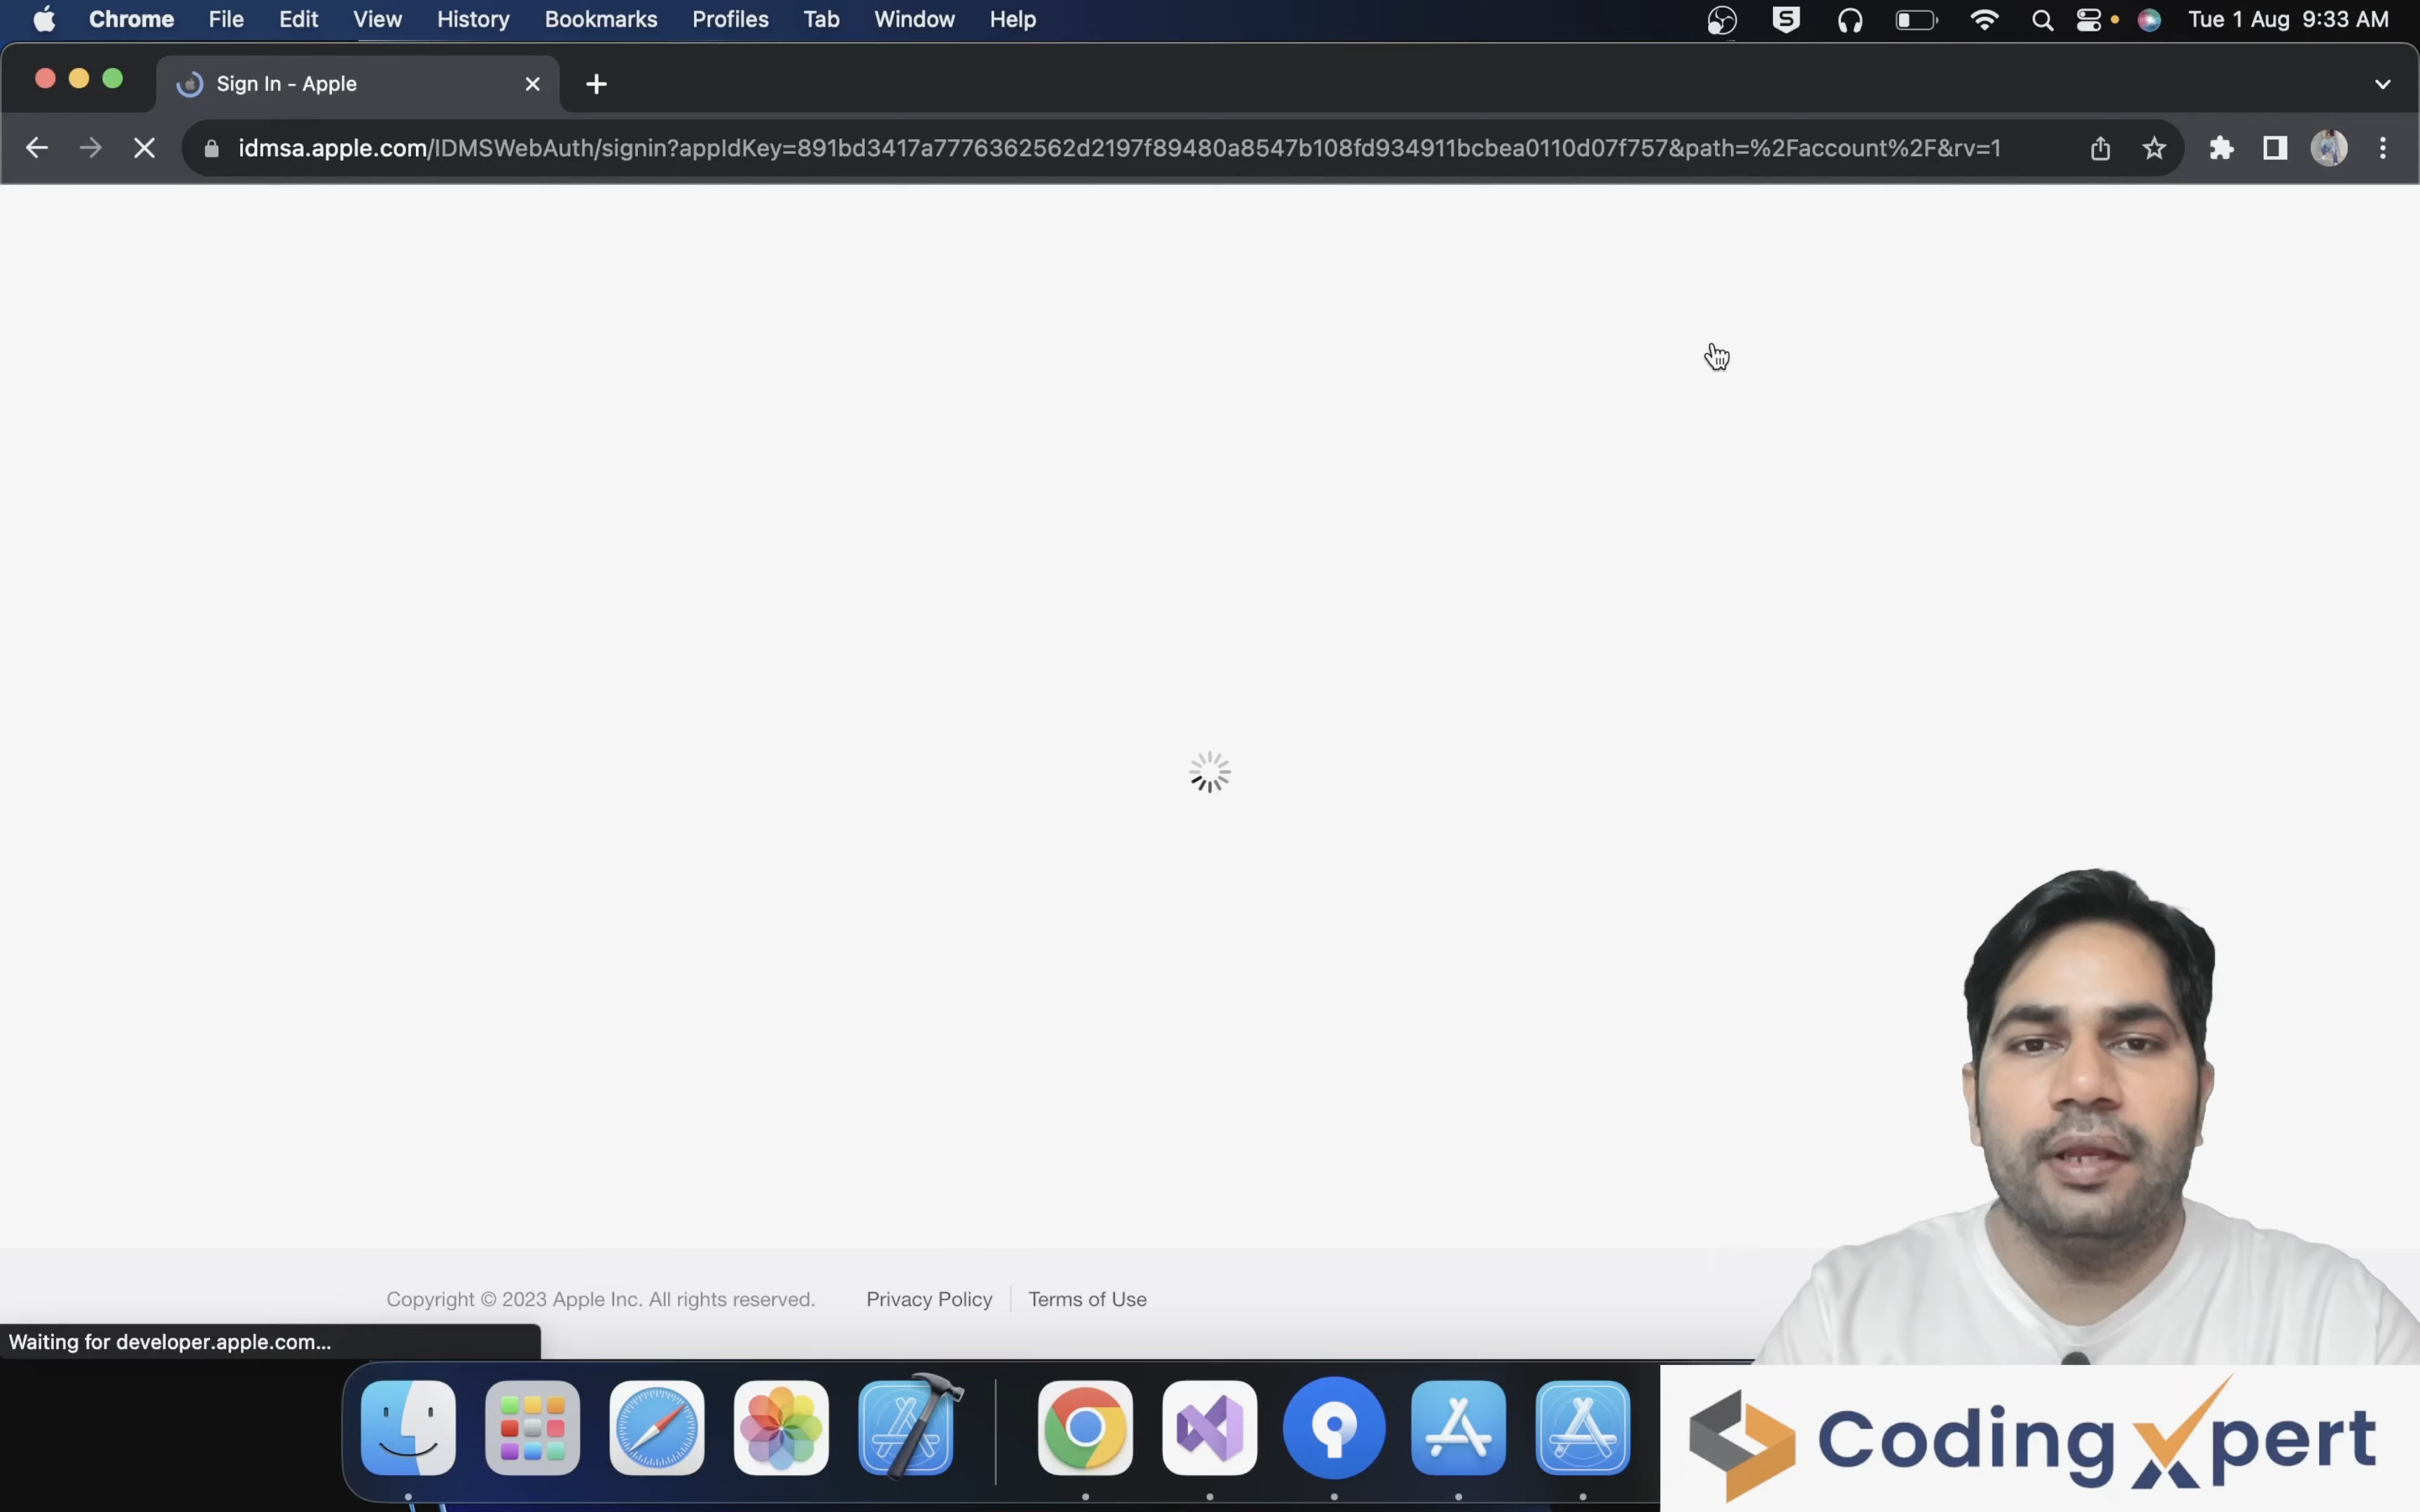 Chrome File Edit View History Bookmarks Profiles Tab Window Help Tue 1 Aug 9:33 AM
Sign In - Apple
idmsa.apple.com/IDMSWebAuth/signin?appIdKey=891bd3417a7776362562d2197f89480a8547b108fd934911bcbea0110d07f757&path=%2Faccount%2F&rv=1
Copyright © 2023 Apple Inc. All rights reserved. Privacy Policy Terms of Use
Waiting for developer.apple.com...
CodingXpert